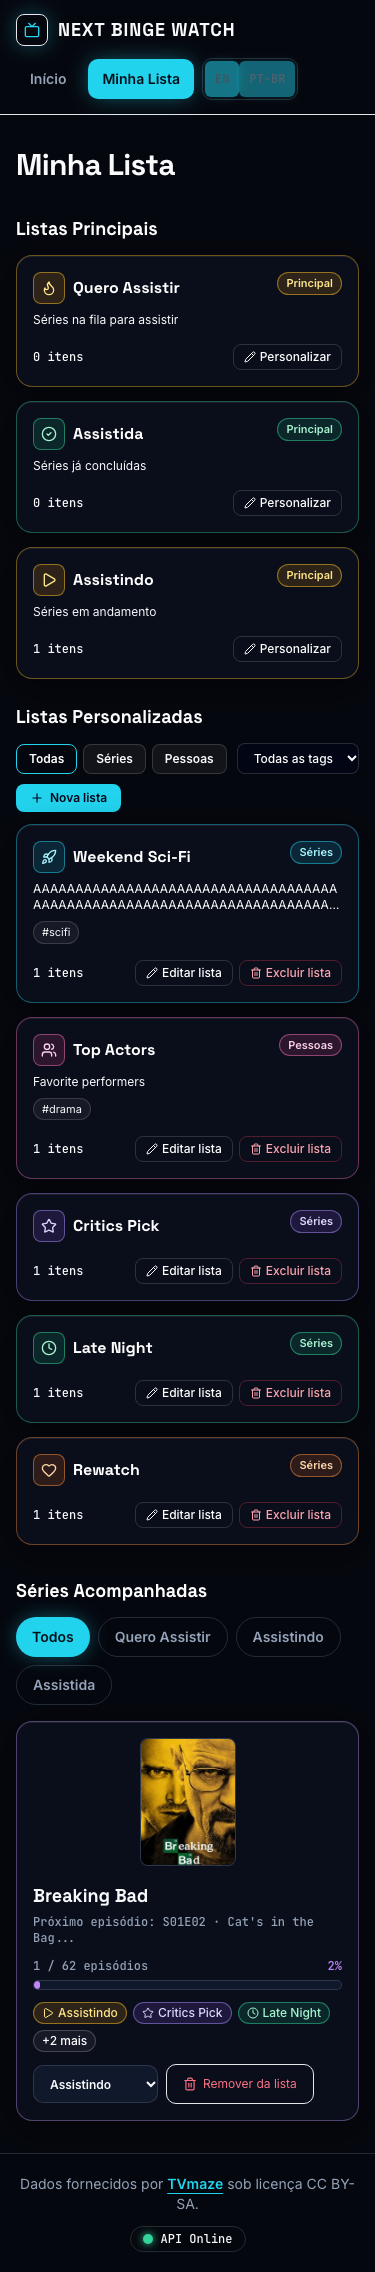 NEXT BINGE WATCH
Início
Minha Lista
EN
PT-BR
Minha Lista
Listas Principais
Quero Assistir
Principal
Séries na fila para assistir
0 itens
Personalizar
Assistida
Principal
Séries já concluídas
0 itens
Personalizar
Assistindo
Principal
Séries em andamento
1 itens
Personalizar
Listas Personalizadas
Todas
Séries
Pessoas
Todas as tags
Nova lista
Weekend Sci-Fi
Séries
AAAAAAAAAAAAAAAAAAAAAAAAAAAAAAAAAAAA
AAAAAAAAAAAAAAAAAAAAAAAAAAAAAAAAAAA...
#scifi
1 itens
Editar lista
Excluir lista
Top Actors
Pessoas
Favorite performers
#drama
1 itens
Editar lista
Excluir lista
Critics Pick
Séries
1 itens
Editar lista
Excluir lista
Late Night
Séries
1 itens
Editar lista
Excluir lista
Rewatch
Séries
1 itens
Editar lista
Excluir lista
Séries Acompanhadas
Todos
Quero Assistir
Assistindo
Assistida
Breaking
Bad
Breaking Bad
Próximo episódio: S01E02 · Cat's in the
Bag...
1 / 62 episódios
2%
Assistindo
Critics Pick
Late Night
+2 mais
Assistindo
Remover da lista
Dados fornecidos por TVmaze sob licença CC BY-
SA.
API Online